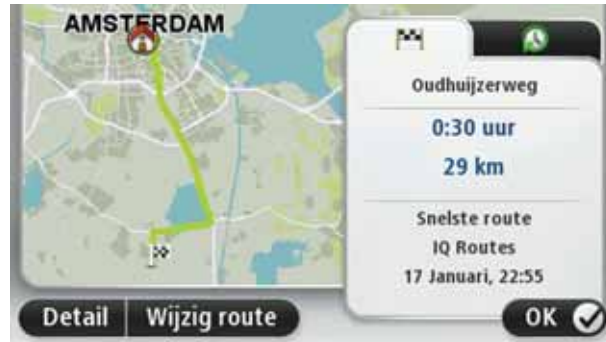 AMSTERDAM
Oudhuijzerweg
0:30 uur
29 km
Snelste route
IQ Routes
17 Januari, 22:55
Detail
Wijzig route
OK